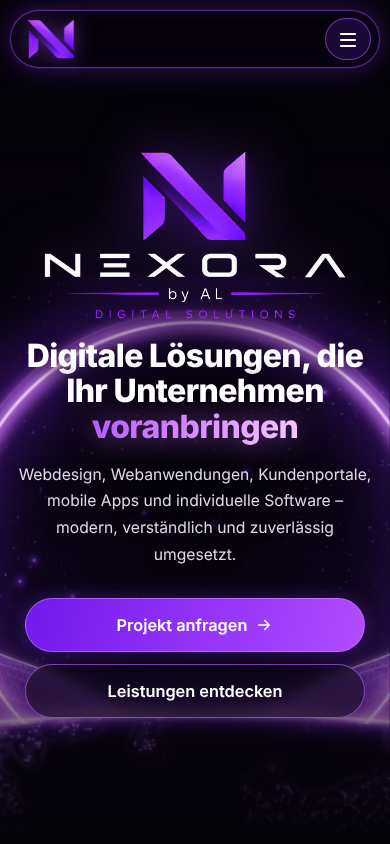 NEXORA
by AL
DIGITAL SOLUTIONS
Digitale Lösungen, die
Ihr Unternehmen
voranbringen
Webdesign, Webanwendungen, Kundenportale,
mobile Apps und individuelle Software –
modern, verständlich und zuverlässig
umgesetzt.
Projekt anfragen →
Leistungen entdecken